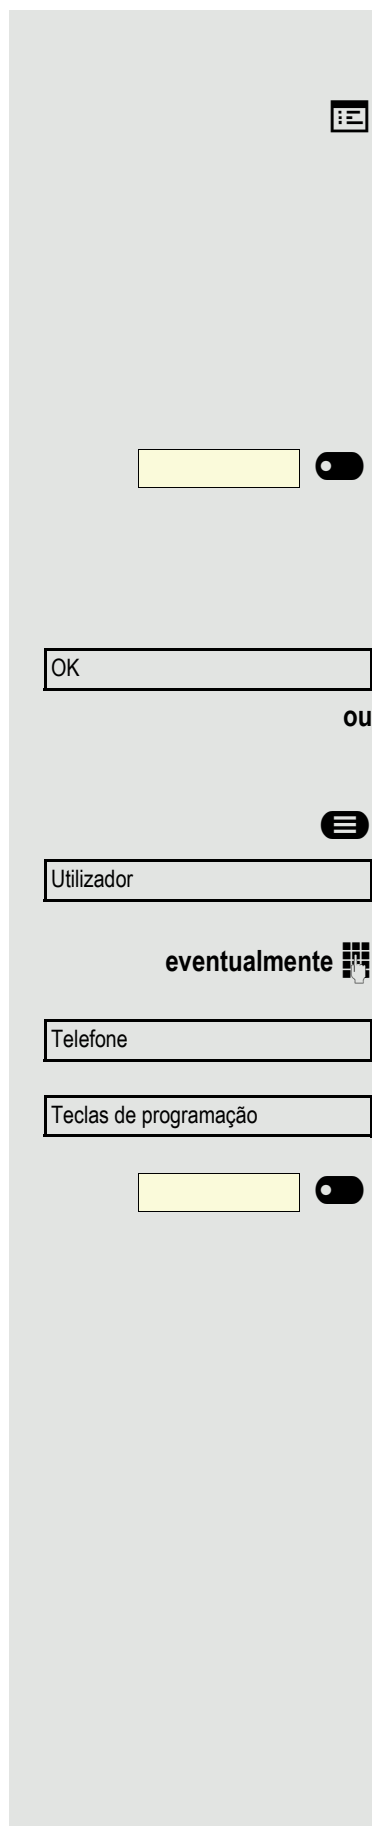 OK
ou
Utilizador
eventualmente
Telefone
Teclas de programação